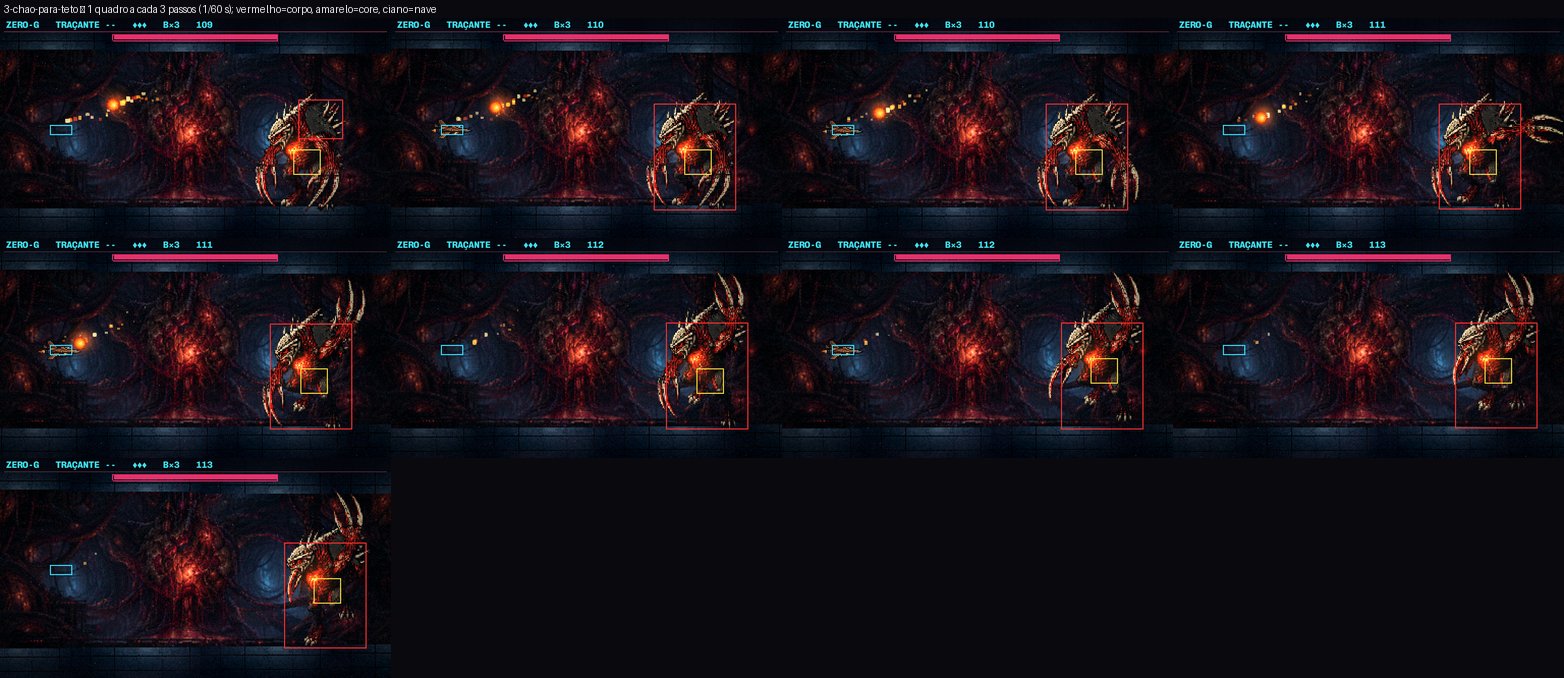 3-chao-para-teto 1 quadro a cada 3 passos (1/60 s); vermelho=corpo, amarelo=core, ciano=nave
ZERO-G TRAÇANTE -- ♦♦♦ B×3 109
ZERO-G TRAÇANTE -- ♦♦♦ B×3 110
ZERO-G TRAÇANTE -- ♦♦♦ B×3 110
ZERO-G TRAÇANTE -- ♦♦♦ B×3 111
ZERO-G TRAÇANTE -- ♦♦♦ B×3 111
ZERO-G TRAÇANTE -- ♦♦♦ B×3 112
ZERO-G TRAÇANTE -- ♦♦♦ B×3 112
ZERO-G TRAÇANTE -- ♦♦♦ B×3 113
ZERO-G TRAÇANTE -- ♦♦♦ B×3 113